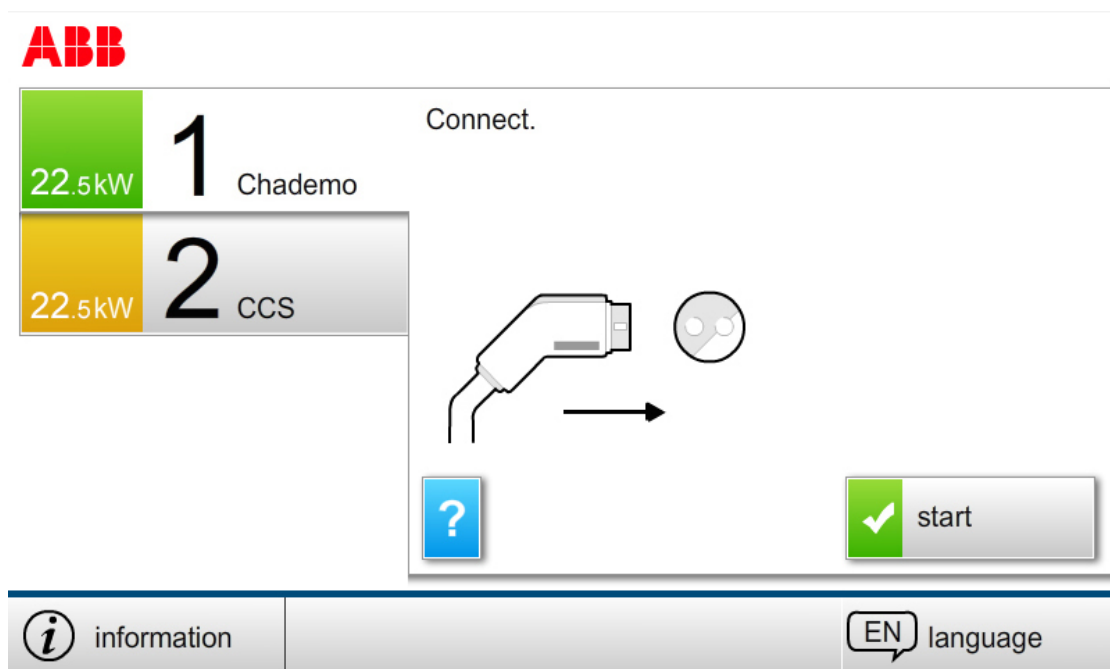 ABB
22.5kW 1 Chademo
22.5kW 2 CCS
Connect.
?
start
i information
EN language